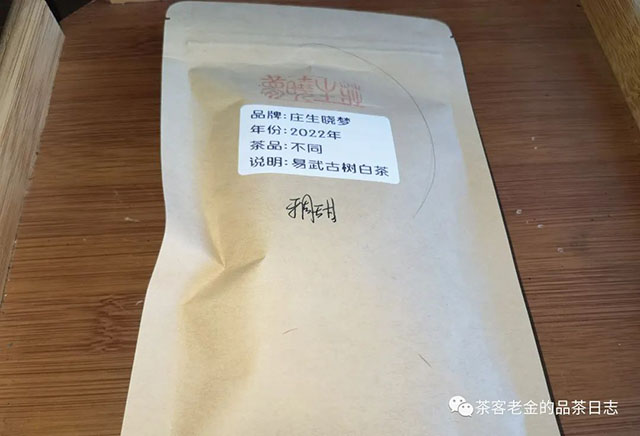 品牌:庄生晓梦
年份:2022年
茶品:不同
说明:易武古树白茶
茶客老金的品茶日志